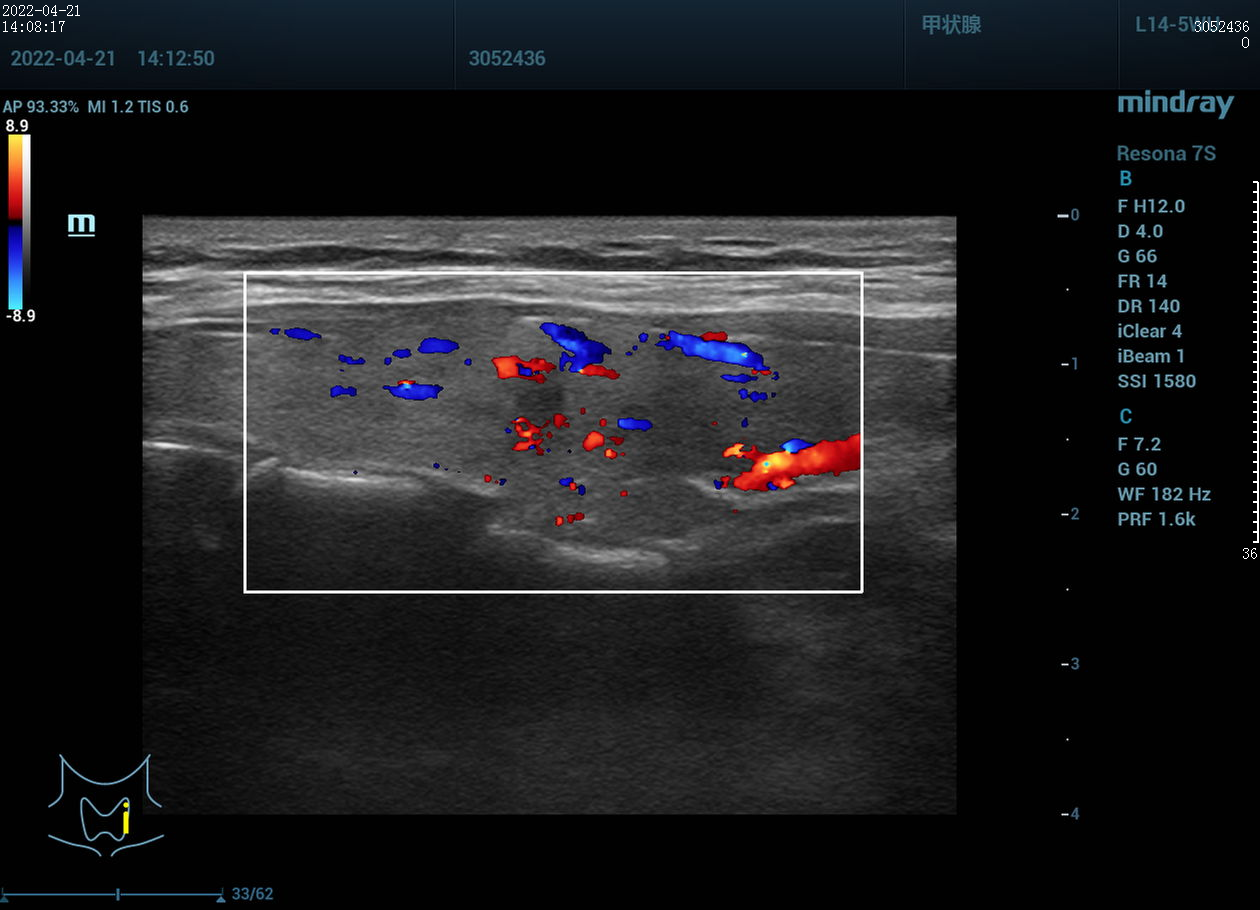 2022-04-21
14:08:17
2022-04-21 14:12:50
3052436
甲状腺
L14-5W
3052436
0
AP 93.33% MI 1.2 TIS 0.6
8.9
-8.9
m
mindray
Resona 7S
B
F H12.0
D 4.0
G 66
FR 14
DR 140
iClear 4
iBeam 1
SSI 1580
C
F 7.2
G 60
WF 182 Hz
PRF 1.6k
0
1
2
3
4
36
33/62